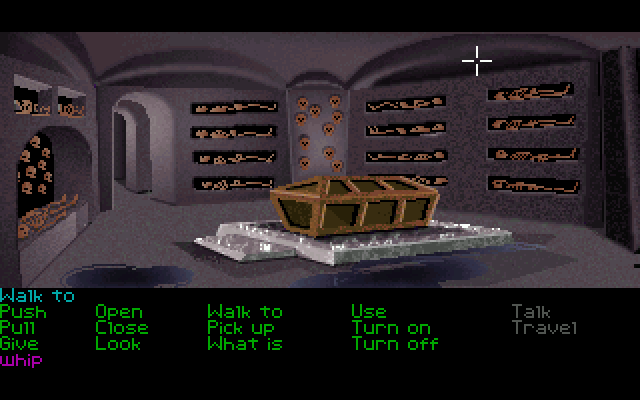 Walk to
Push Open Walk to Use Talk
Pull Close Pick up Turn on Travel
Give Look What is Turn off
whip